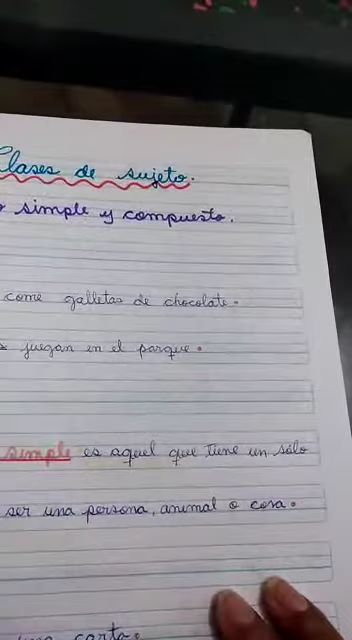 Clases de sujeto.
simple y compuesto.
come galletas de chocolate.
juegan en el parque.
simple es aquel que tiene un sólo
ser una persona, animal o cosa.
una carta.